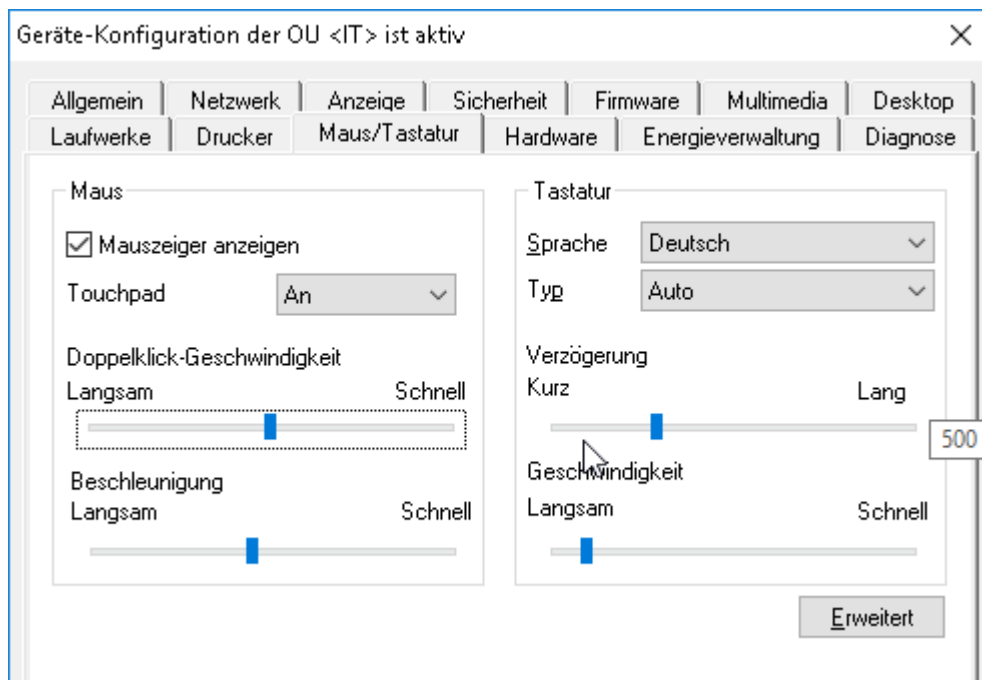 Geräte-Konfiguration der OU <IT> ist aktiv
Allgemein Netzwerk Anzeige Sicherheit Firmware Multimedia Desktop
Laufwerke Drucker Maus/Tastatur Hardware Energieverwaltung Diagnose
Maus
Mauszeiger anzeigen
Touchpad An
Doppelklick-Geschwindigkeit
Langsam Schnell
Beschleunigung
Langsam Schnell
Tastatur
Sprache Deutsch
Typ Auto
Verzögerung
Kurz Lang
500
Geschwindigkeit
Langsam Schnell
Erweitert